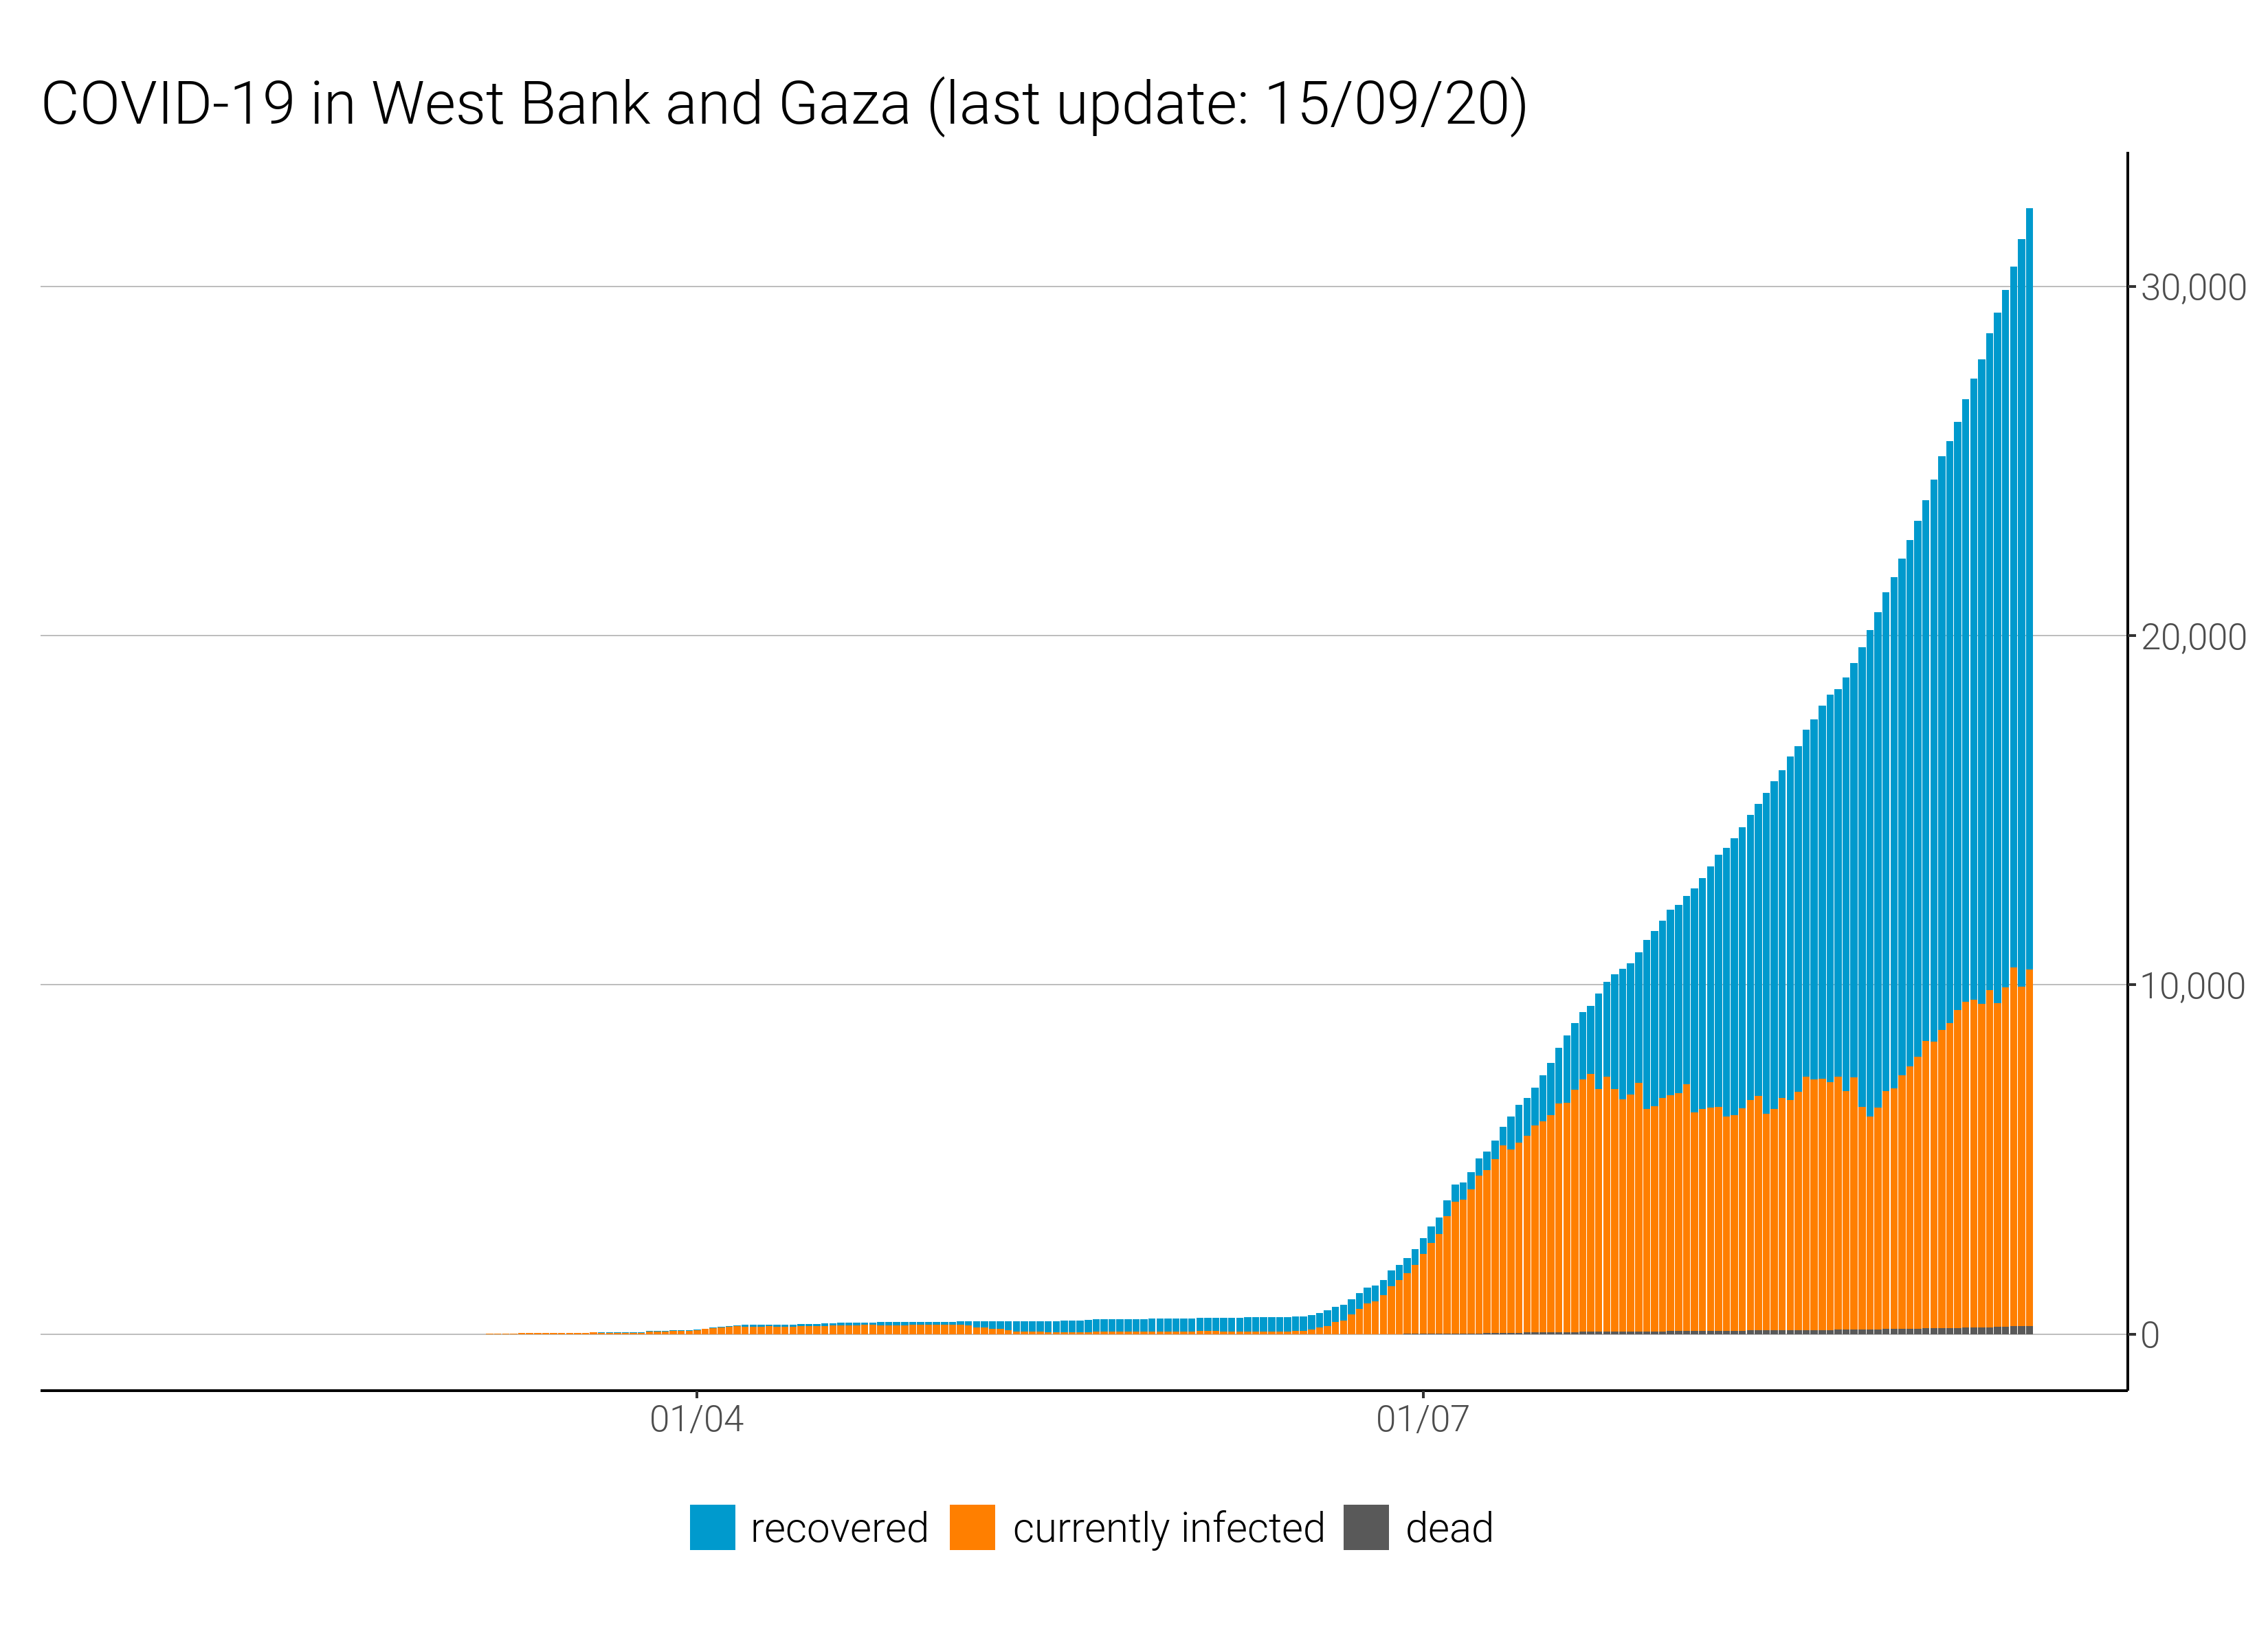 COVID-19 in West Bank and Gaza (last update: 15/09/20)
30,000
20,000
10,000
0
01/04 01/07
recovered currently infected dead